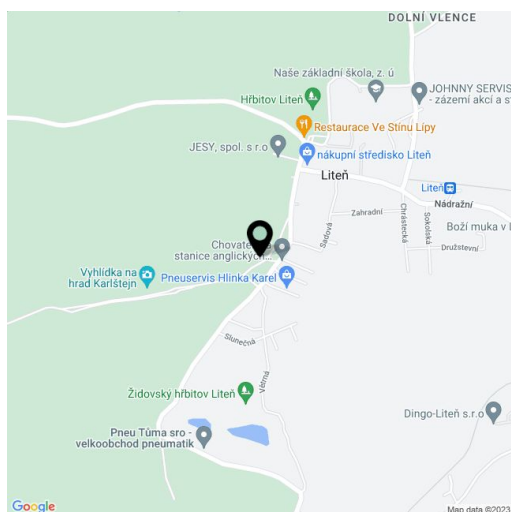 DOLNÍ VLENCE
Naše základní škola, z. ú
Hřbitov Liteň
JOHNNY SERVIS
- zázemí akcí a st
Restaurace Ve Stínu Lípy
JESY, spol. s r.o
nákupní středisko Liteň
Liteň
Liteň
Nádražní
Zahradní
Sadová
Chrástecká
Sokolská
Boží muka v L
Družstevní
Chovate
stanice anglických...
Vyhlídka na
hrad Karlštejn
Pneuservis Hlinka Karel
Slunečná
Větrná
Židovský hřbitov Liteň
Dingo-Liteň s.r.o
Pneu Tůma sro -
velkoobchod pneumatik
Google
Map data ©2023